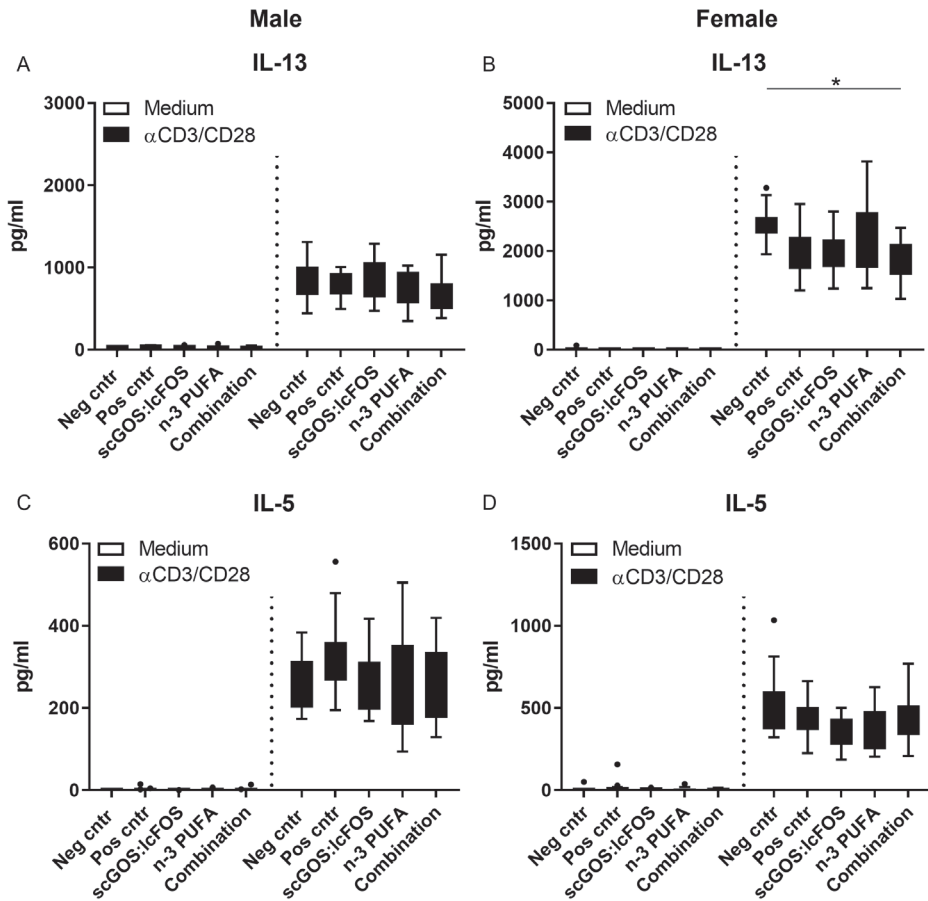 Male
Female
A
IL-13
B
IL-13
*
3000
2000
1000
0
pg/ml
Medium
αCD3/CD28
Neg cntr
Pos cntr
scGOS:lcFOS
n-3 PUFA
Combination
Neg cntr
Pos cntr
scGOS:lcFOS
n-3 PUFA
Combination
5000
4000
3000
2000
1000
0
pg/ml
Medium
αCD3/CD28
Neg cntr
Pos cntr
scGOS:lcFOS
n-3 PUFA
Combination
Neg cntr
Pos cntr
scGOS:lcFOS
n-3 PUFA
Combination
C
IL-5
D
IL-5
600
400
200
0
pg/ml
Medium
αCD3/CD28
Neg cntr
Pos cntr
scGOS:lcFOS
n-3 PUFA
Combination
Neg cntr
Pos cntr
scGOS:lcFOS
n-3 PUFA
Combination
1500
1000
500
0
pg/ml
Medium
αCD3/CD28
Neg cntr
Pos cntr
scGOS:lcFOS
n-3 PUFA
Combination
Neg cntr
Pos cntr
scGOS:lcFOS
n-3 PUFA
Combination